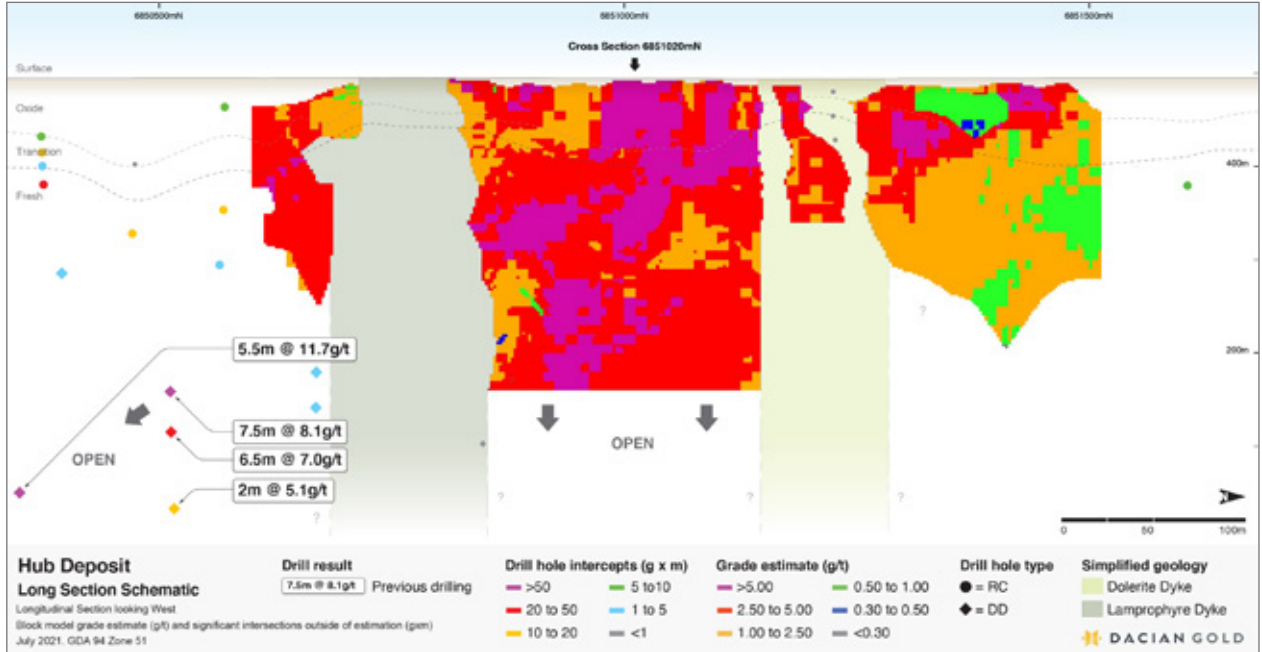 6850500mN 6851000mN 6851500mN
Cross Section 6851020mN
Surface
Oxide
Transition
400m
Fresh
?
5.5m @ 11.7g/t
200m
7.5m @ 8.1g/t
OPEN
OPEN
6.5m @ 7.0g/t
2m @ 5.1g/t
? ? ?
?
0 50 100m
Hub Deposit
Long Section Schematic
Longitudinal Section looking West
Block model grade estimate (g/t) and significant intersections outside of estimation (gxm)
July 2021. GDA 94 Zone 51
Drill result
7.5m @ 8.1g/t Previous drilling
Drill hole intercepts (g x m)
>50 5 to10
20 to 50 1 to 5
10 to 20 <1
Grade estimate (g/t)
>5.00 0.50 to 1.00
2.50 to 5.00 0.30 to 0.50
1.00 to 2.50 <0.30
Drill hole type
= RC
= DD
Simplified geology
Dolerite Dyke
Lamprophyre Dyke
DACIAN GOLD